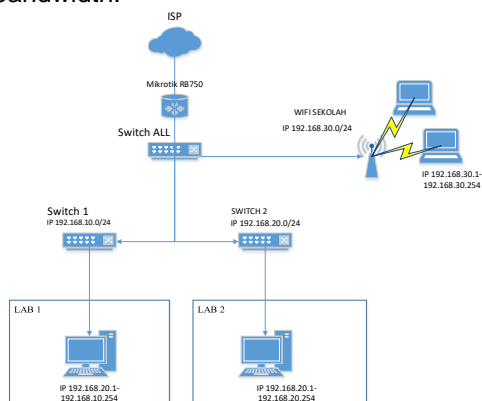 bandwidth.
ISP
Mikrotik RB750
Switch ALL
WIFI SEKOLAH
IP 192.168.30.0/24
IP 192.168.30.1-
192.168.30.254
Switch 1
IP 192.168.10.0/24
SWITCH 2
IP 192.168.20.0/24
LAB 1
IP 192.168.20.1-
192.168.10.254
LAB 2
IP 192.168.20.1-
192.168.20.254